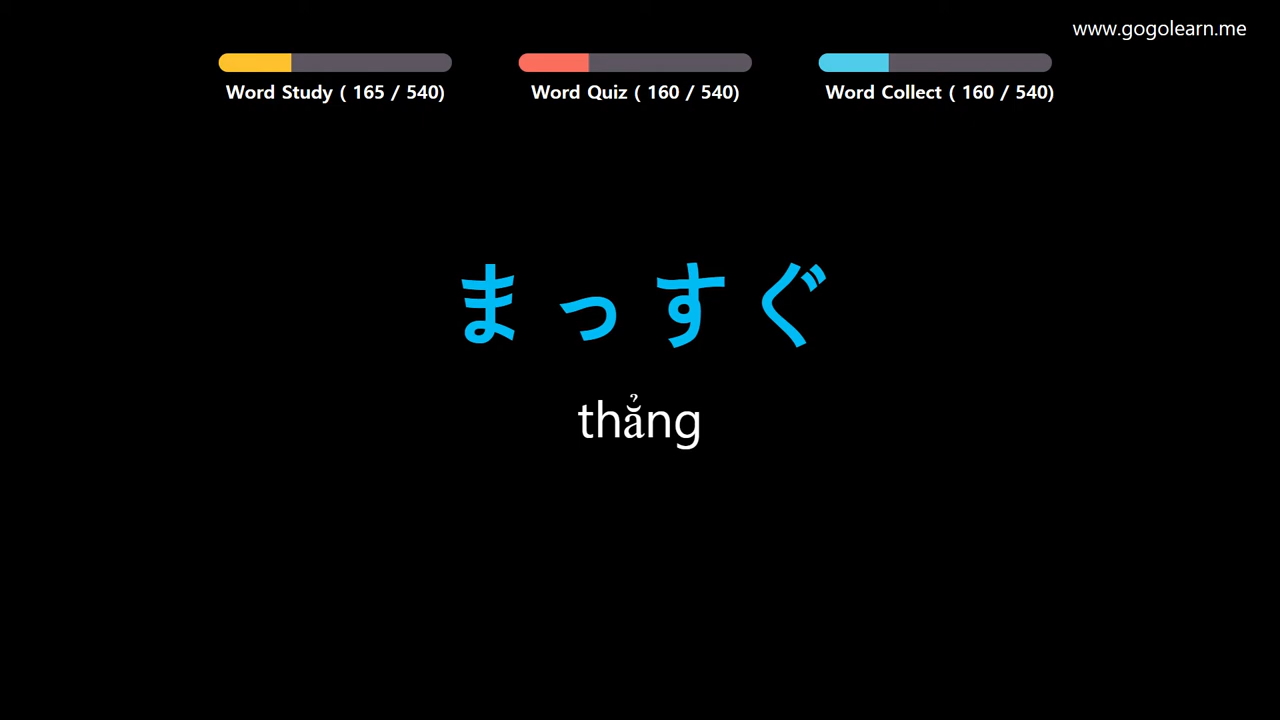 www.gogolearn.me
Word Study ( 165 / 540)
Word Quiz ( 160 / 540)
Word Collect ( 160 / 540)
まっすぐ
thẳng